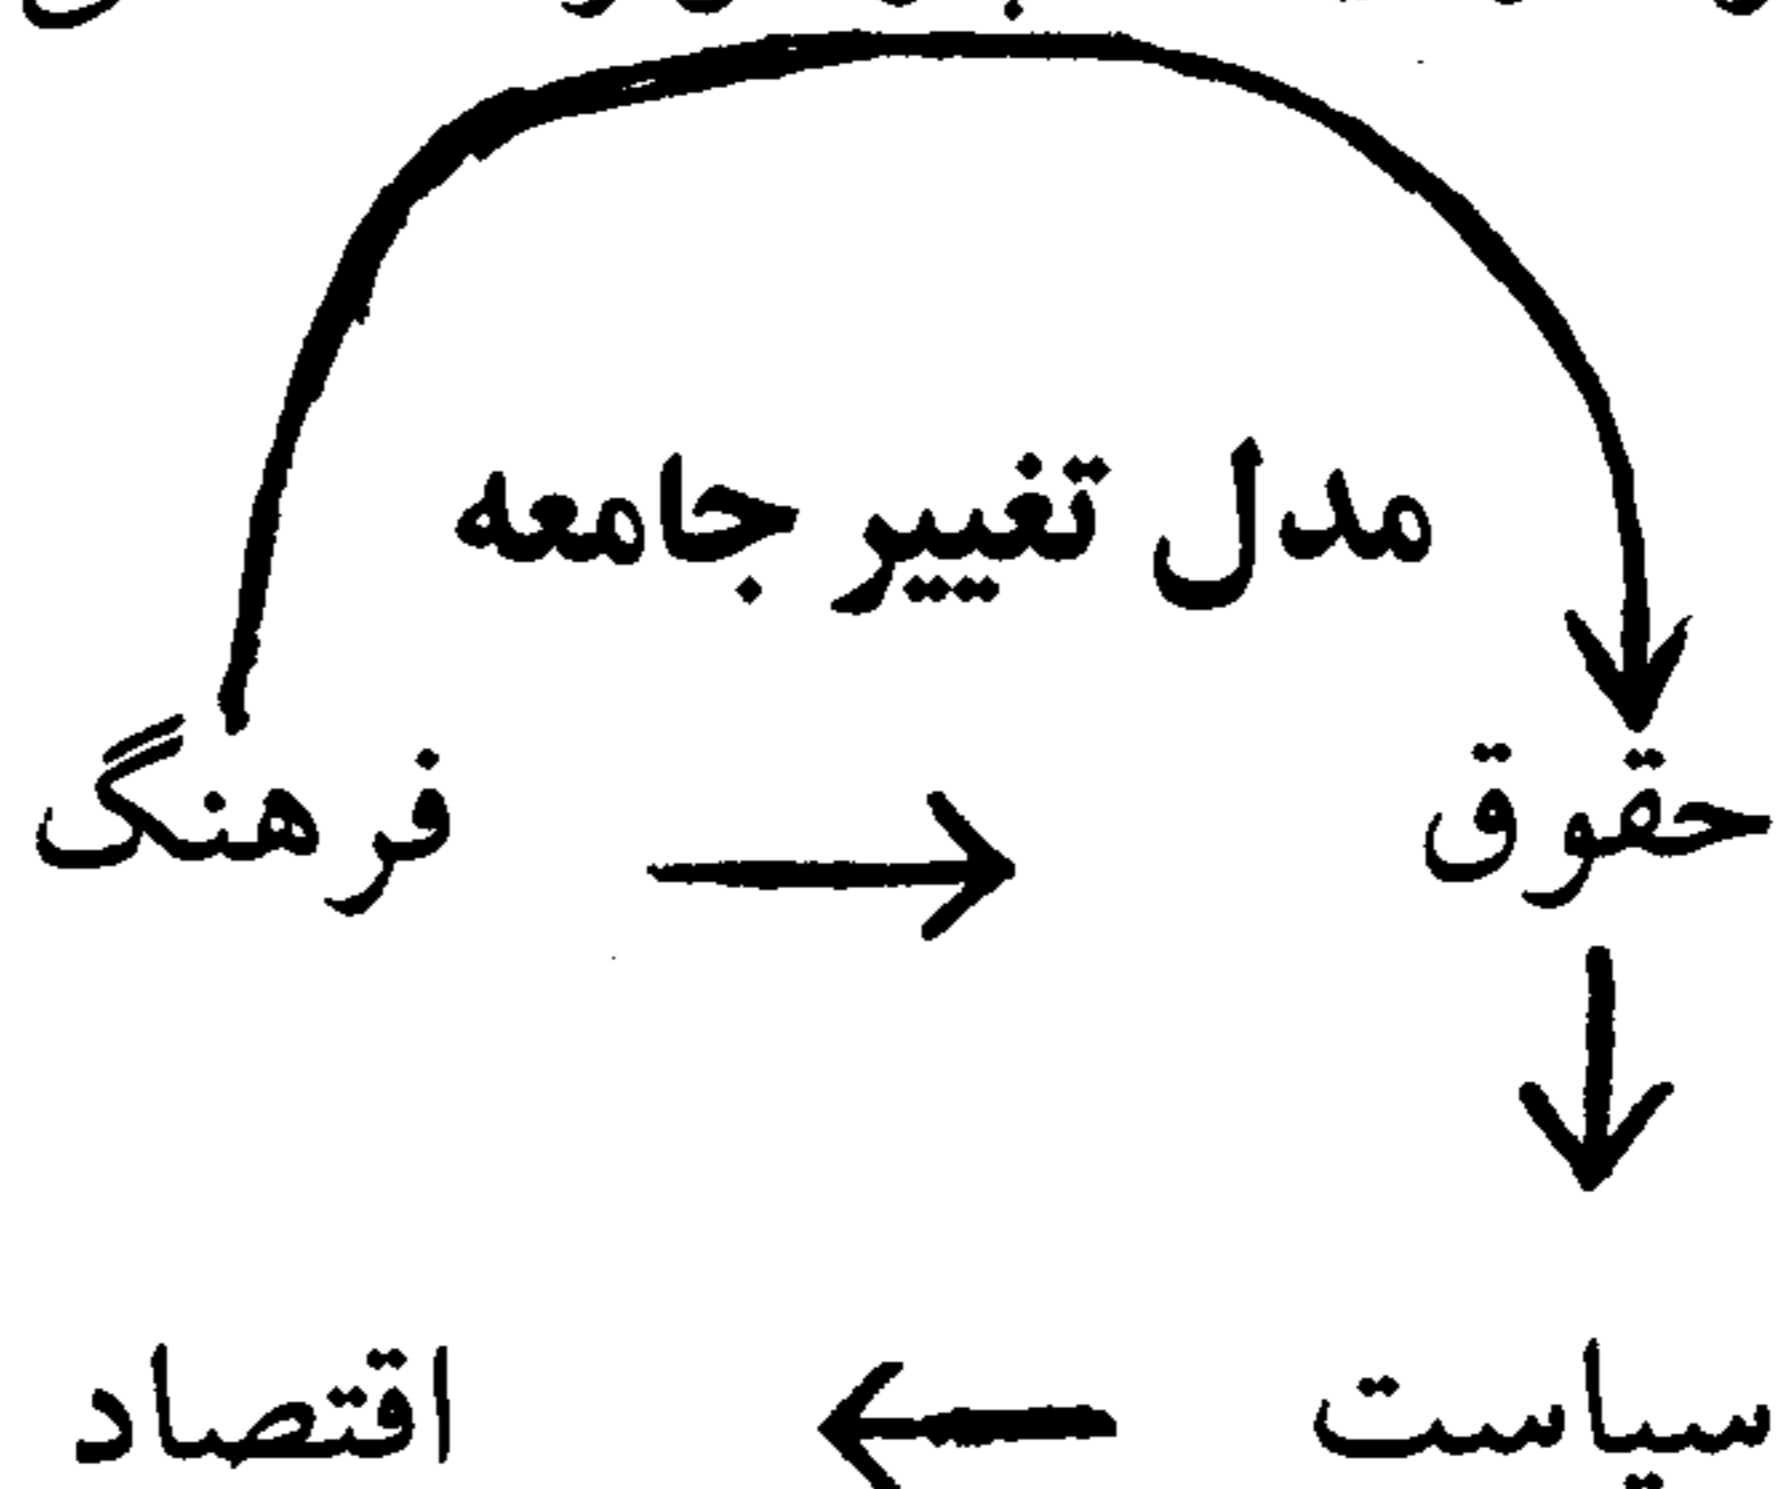 مدل تغییر جامعه
حقوق فرهنگ
سیاست اقتصاد